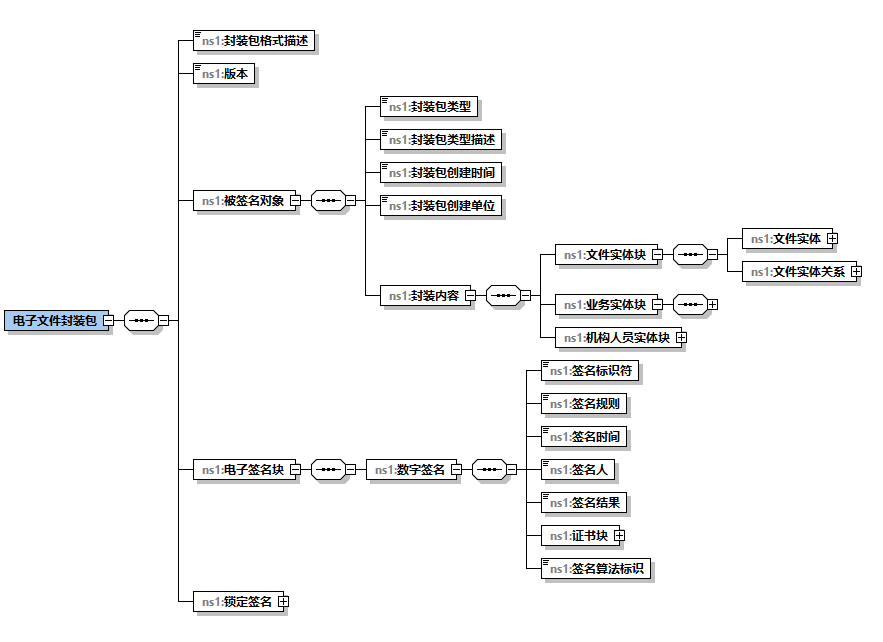 ns1:封装包格式描述
ns1:版本
ns1:封装包类型
ns1:封装包类型描述
ns1:封装包创建时间
ns1:被签名对象
ns1:封装包创建单位
ns1:文件实体
ns1:文件实体块
ns1:文件实体关系
ns1:封装内容
ns1:业务实体块
电子文件封装包
ns1:机构人员实体块
ns1:签名标识符
ns1:签名规则
ns1:签名时间
ns1:电子签名块
ns1:数字签名
ns1:签名人
ns1:签名结果
ns1:证书块
ns1:签名算法标识
ns1:锁定签名